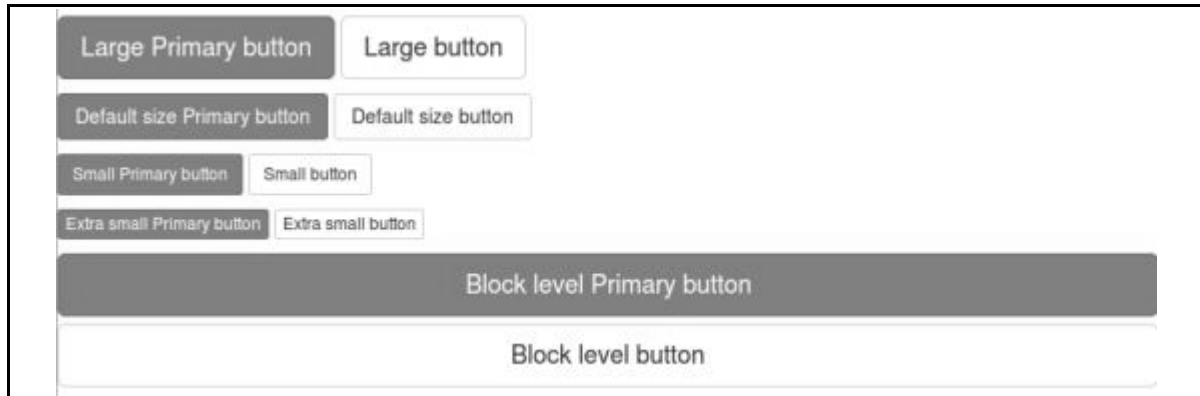 Large Primary button Large button
Default size Primary button Default size button
Small Primary button Small button
Extra small Primary button Extra small button
Block level Primary button
Block level button